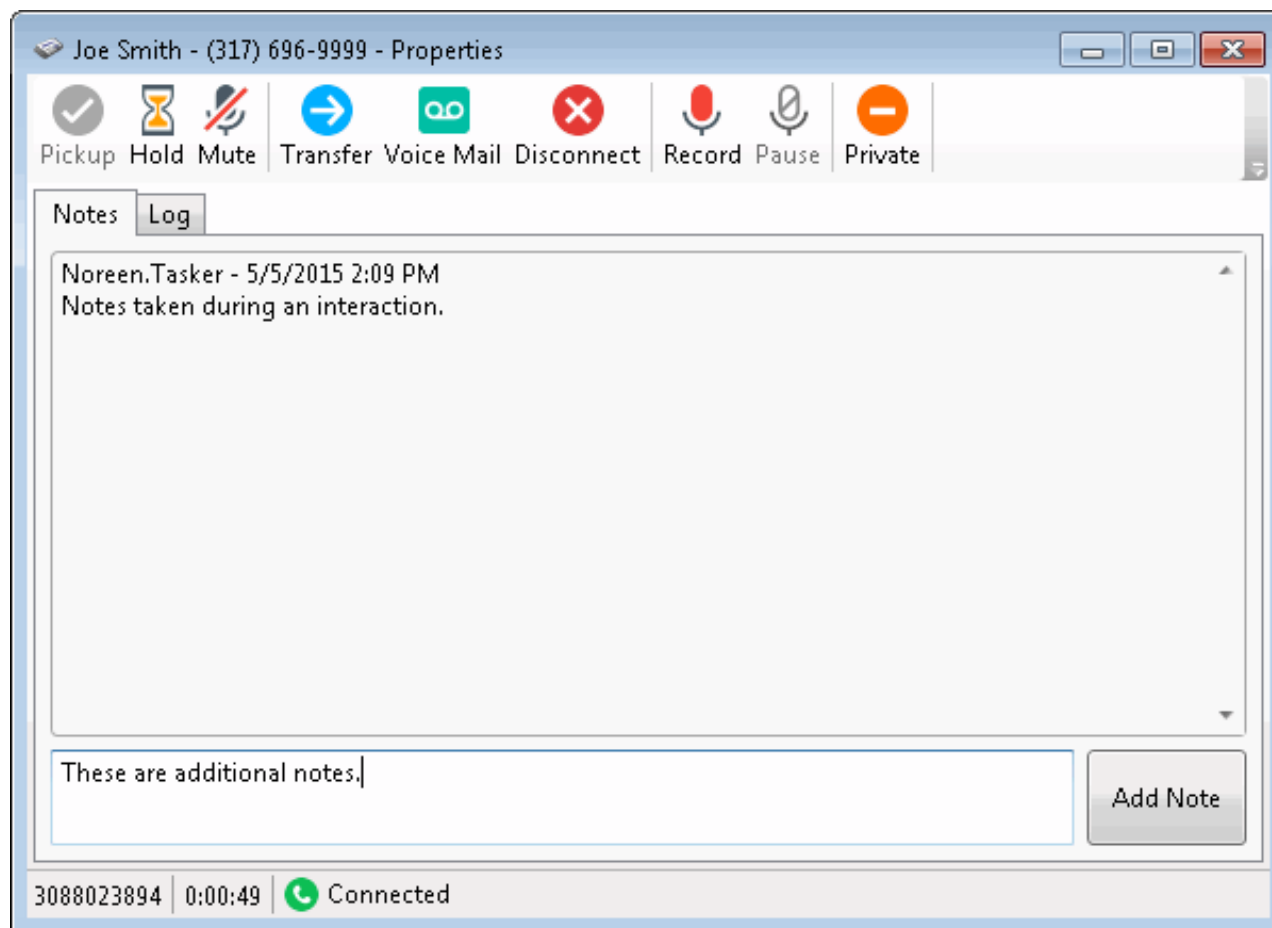 Joe Smith - (317) 696-9999 - Properties
Pickup Hold Mute Transfer Voice Mail Disconnect Record Pause Private
Notes Log
Noreen.Tasker - 5/5/2015 2:09 PM
Notes taken during an interaction.
These are additional notes.
Add Note
3088023894 0:00:49 Connected